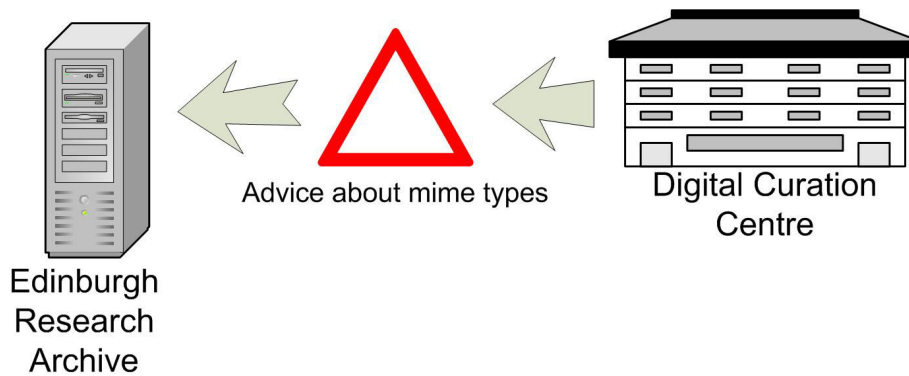 Advice about mime types
Digital Curation
Centre
Edinburgh
Research
Archive